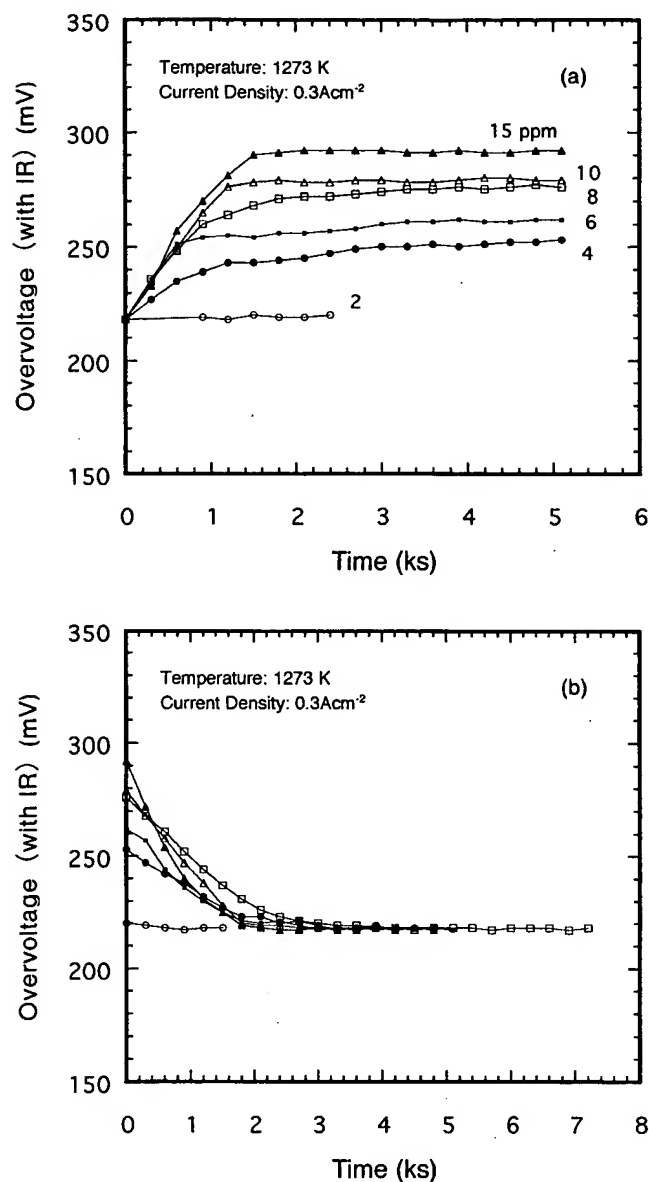 350
300
250
200
150
Overvoltage (with IR) (mV)
Temperature: 1273 K
Current Density: 0.3Acm-2
(a)
15 ppm
10
8
6
4
2
0 1 2 3 4 5 6
Time (ks)
350
300
250
200
150
Overvoltage (with IR) (mV)
Temperature: 1273 K
Current Density: 0.3Acm-2
(b)
0 1 2 3 4 5 6 7 8
Time (ks)